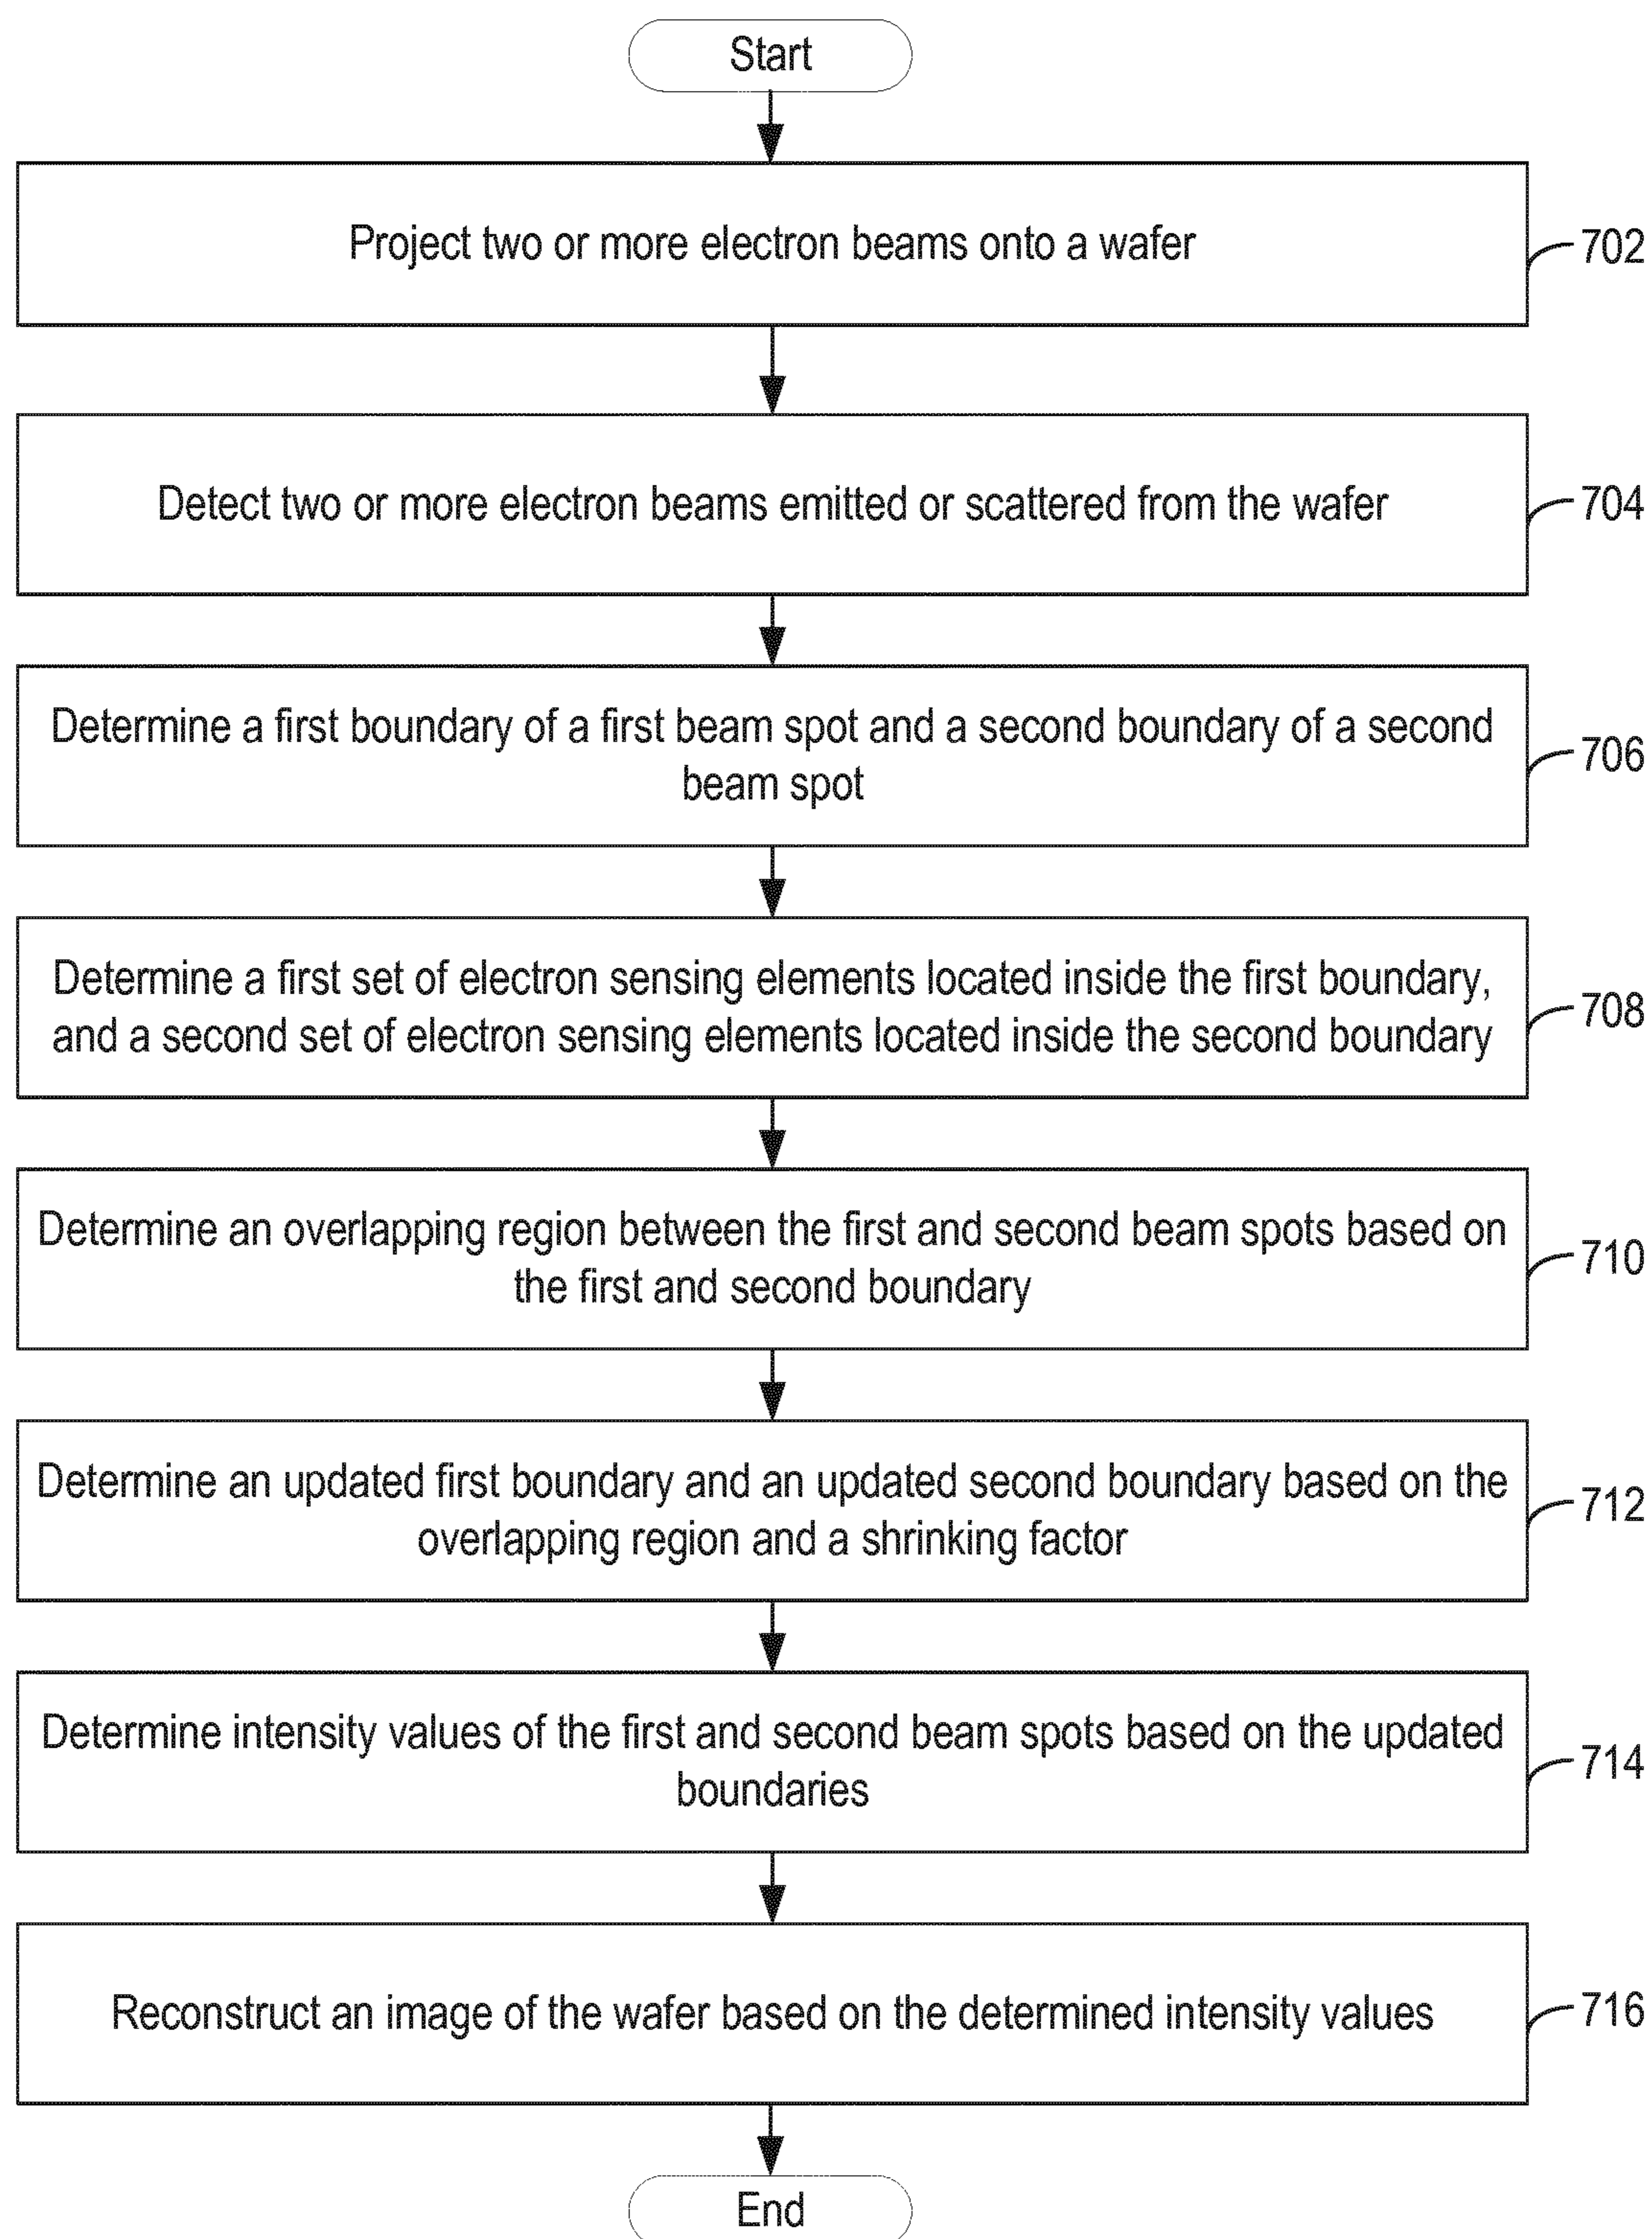 Start
Project two or more electron beams onto a wafer
702
Detect two or more electron beams emitted or scattered from the wafer
704
Determine a first boundary of a first beam spot and a second boundary of a second
beam spot
706
Determine a first set of electron sensing elements located inside the first boundary,
and a second set of electron sensing elements located inside the second boundary
708
Determine an overlapping region between the first and second beam spots based on
the first and second boundary
710
Determine an updated first boundary and an updated second boundary based on the
overlapping region and a shrinking factor
712
Determine intensity values of the first and second beam spots based on the updated
boundaries
714
Reconstruct an image of the wafer based on the determined intensity values
716
End